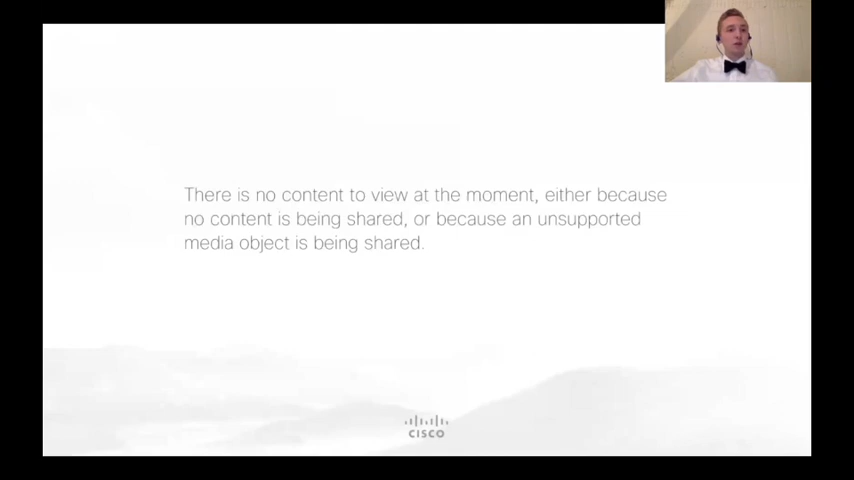 There is no content to view at the moment, either because
no content is being shared, or because an unsupported
media object is being shared.
CISCO